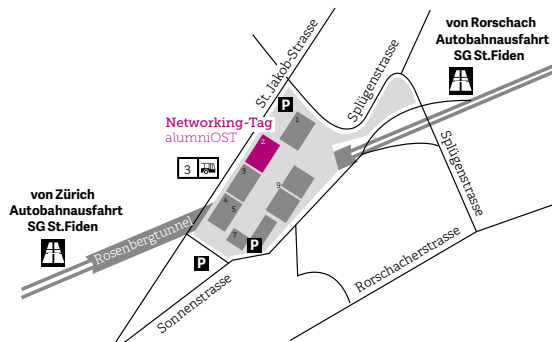 von Rorschach
Autobahnausfahrt
SG St.Fiden
St. Jakob-Strasse
Splügenstrasse
P
1
Networking-Tag
alumniOST
2
3
3
Splügenstrasse
9
von Zürich
Autobahnausfahrt
SG St.Fiden
4
5
7
P
Rosenbergtunnel
P
Sonnenstrasse
Rorschacherstrasse